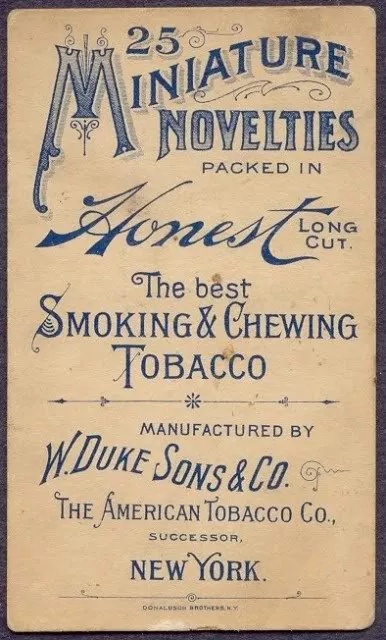 25
MINIATURE
NOVELTIES
PACKED IN
Honest LONG
CUT.
The best
SMOKING & CHEWING
TOBACCO
MANUFACTURED BY
W. DUKE SONS & CO.
THE AMERICAN TOBACCO CO.,
SUCCESSOR,
NEW YORK.
DONALDSON BROTHERS, N.Y.